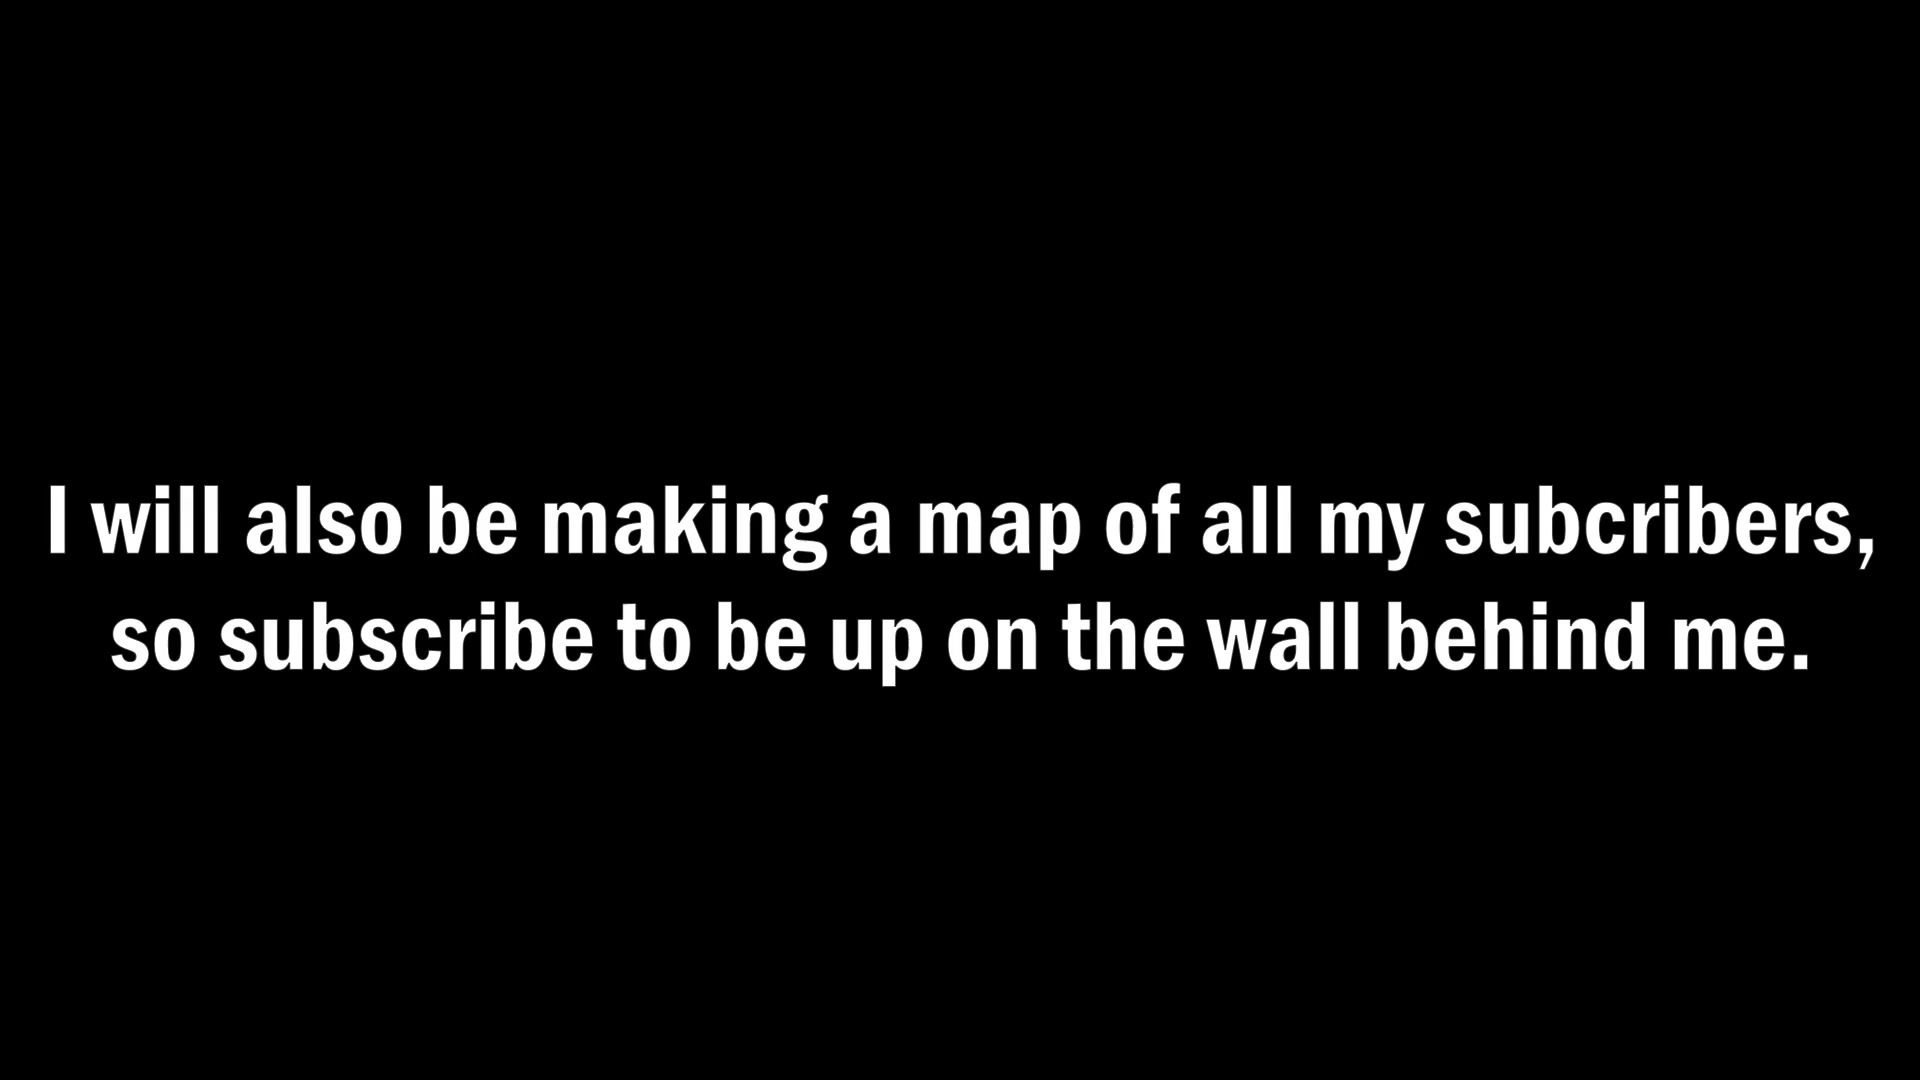 I will also be making a map of all my subcribers,
so subscribe to be up on the wall behind me.